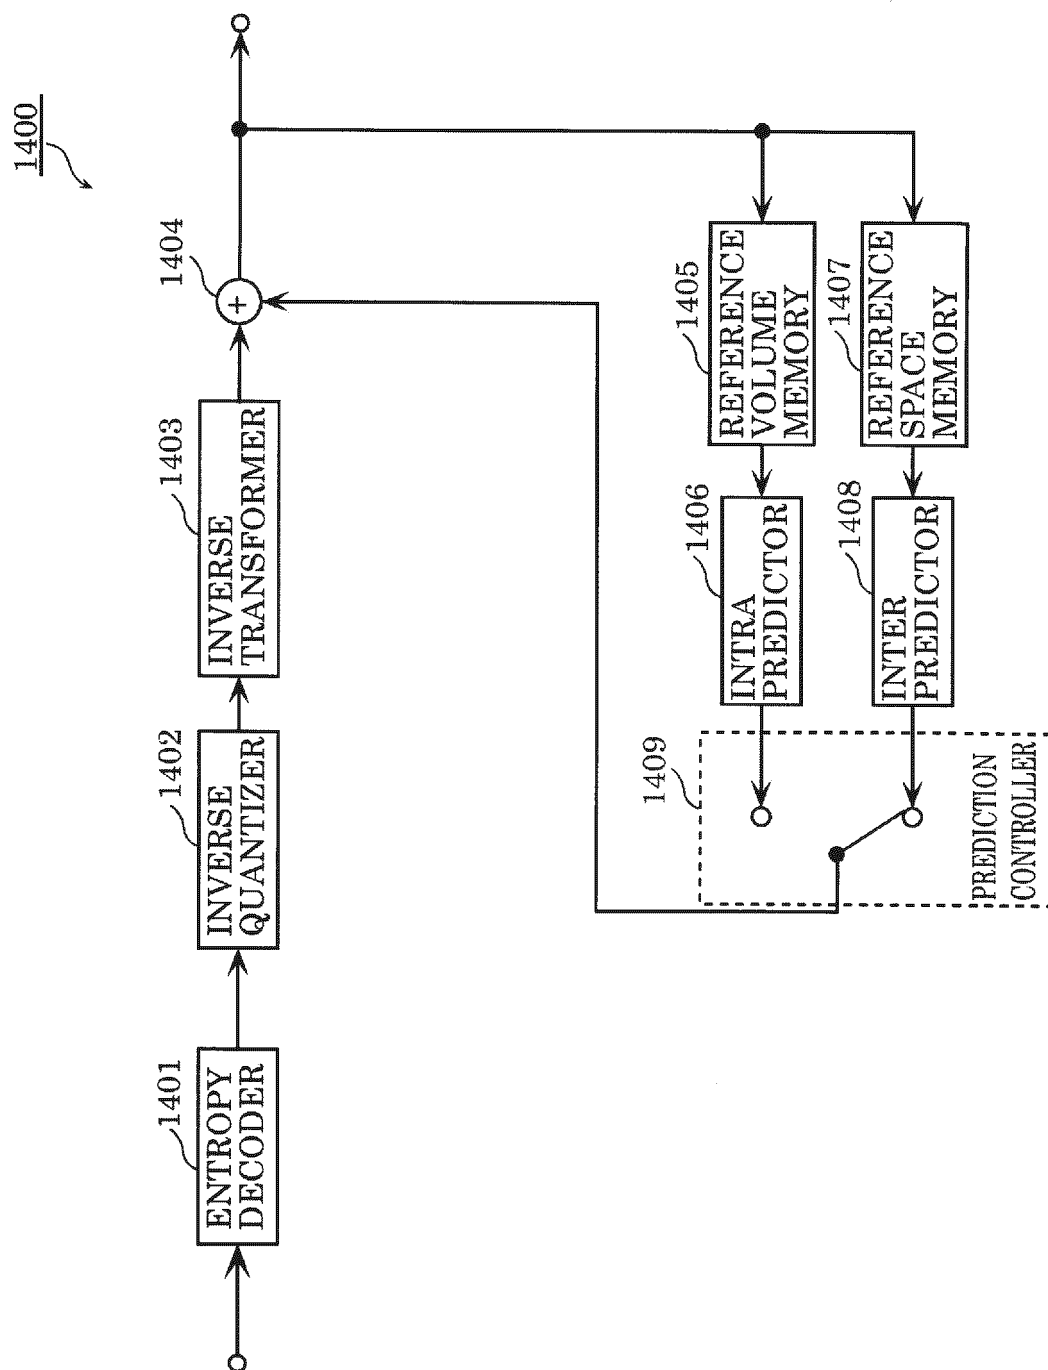 1400
1401
ENTROPY
DECODER
1402
INVERSE
QUANTIZER
1403
INVERSE
TRANSFORMER
1404
+
1409
PREDICTION
CONTROLLER
1406
INTRA
PREDICTOR
1405
REFERENCE
VOLUME
MEMORY
1408
INTER
PREDICTOR
1407
REFERENCE
SPACE
MEMORY